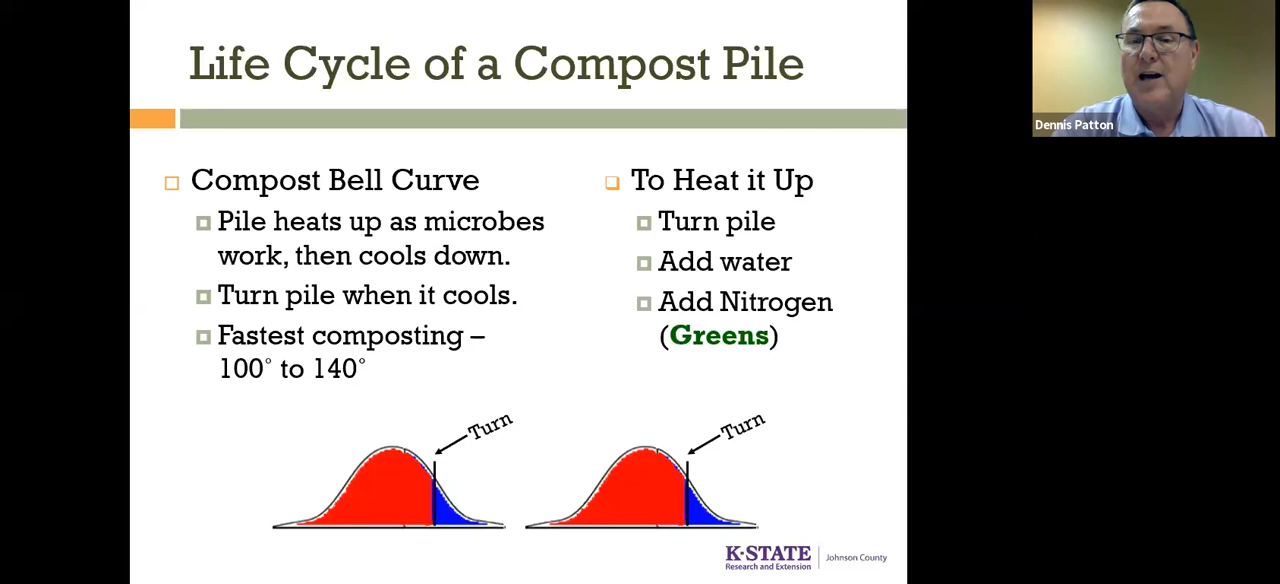 Life Cycle of a Compost Pile
Compost Bell Curve
Pile heats up as microbes
work, then cools down.
Turn pile when it cools.
Fastest composting –
100° to 140°
To Heat it Up
Turn pile
Add water
Add Nitrogen
(Greens)
Turn
Turn
K·STATE
Research and Extension
Johnson County
Dennis Patton